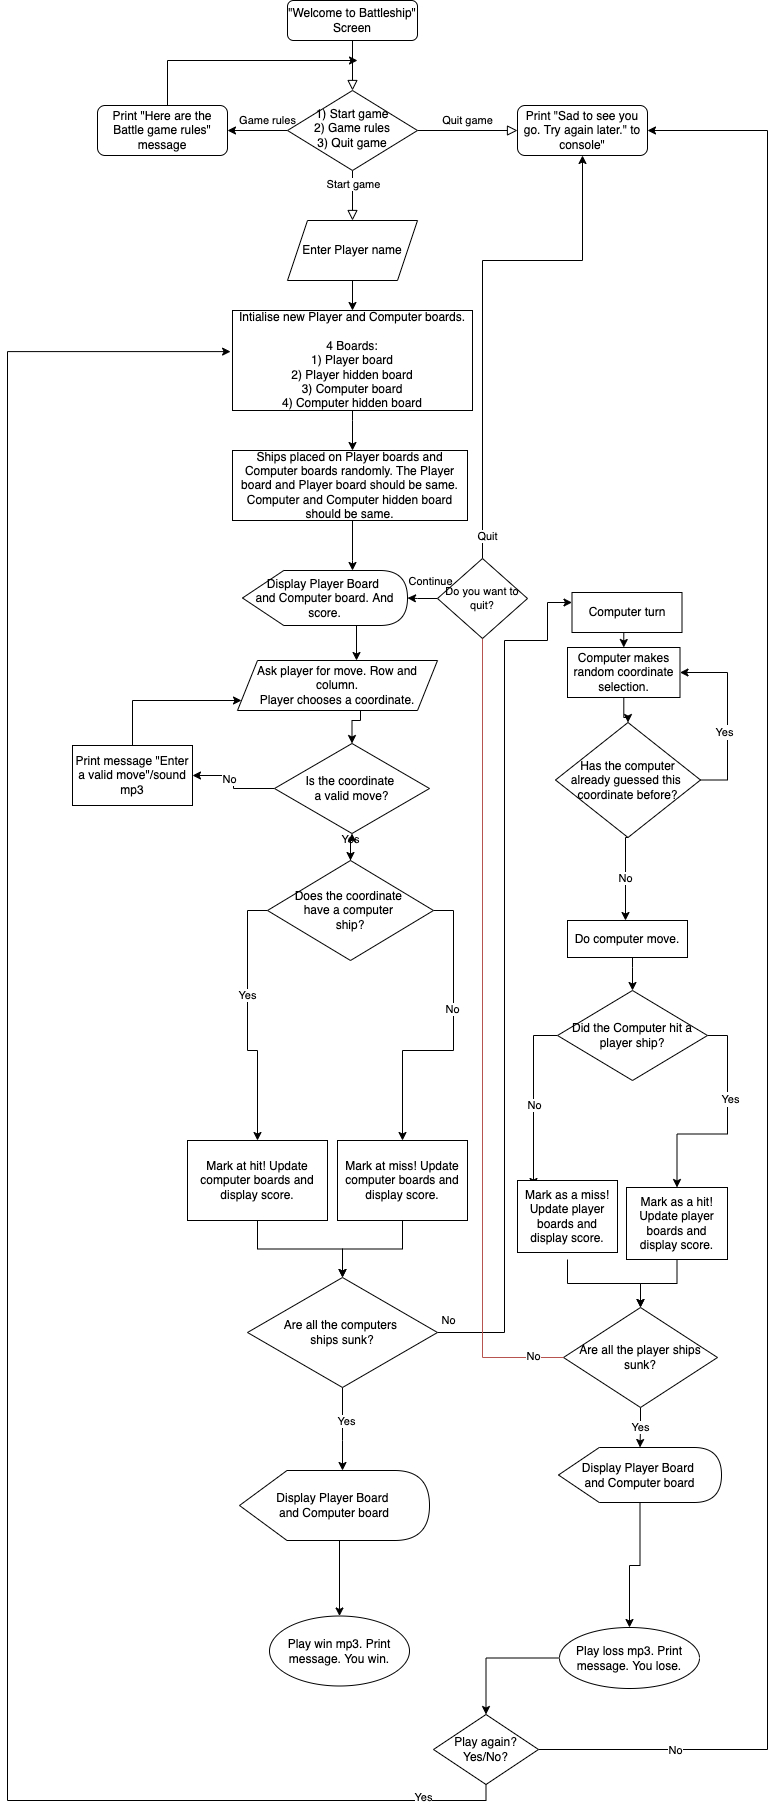 "Welcome to Battleship"
Screen
Print "Here are the
Battle game rules"
message
Game rules
1) Start game
2) Game rules
3) Quit game
Quit game
Print "Sad to see you
go. Try again later." to
console"
Start game
Enter Player name
Intialise new Player and Computer boards.
4 Boards:
1) Player board
2) Player hidden board
3) Computer board
4) Computer hidden board
Ships placed on Player boards and
Computer boards randomly. The Player
board and Player board should be same.
Computer and Computer hidden board
should be same.
Quit
Display Player Board
and Computer board. And
score.
Continue
Do you want to
quit?
Computer turn
Computer makes
random coordinate
selection.
Ask player for move. Row and
column.
Player chooses a coordinate.
Yes
Print message "Enter
a valid move"/sound
mp3
No
Is the coordinate
a valid move?
Has the computer
already guessed this
coordinate before?
Yes
No
Does the coordinate
have a computer
ship?
Do computer move.
Yes
No
Did the Computer hit a
player ship?
No
Yes
Mark at hit! Update
computer boards and
display score.
Mark at miss! Update
computer boards and
display score.
Mark as a miss!
Update player
boards and
display score.
Mark as a hit!
Update player
boards and
display score.
Are all the computers
ships sunk?
No
No
Are all the player ships
sunk?
Yes
Yes
Display Player Board
and Computer board
Display Player Board
and Computer board
Play win mp3. Print
message. You win.
Play loss mp3. Print
message. You lose.
Play again?
Yes/No?
No
Yes